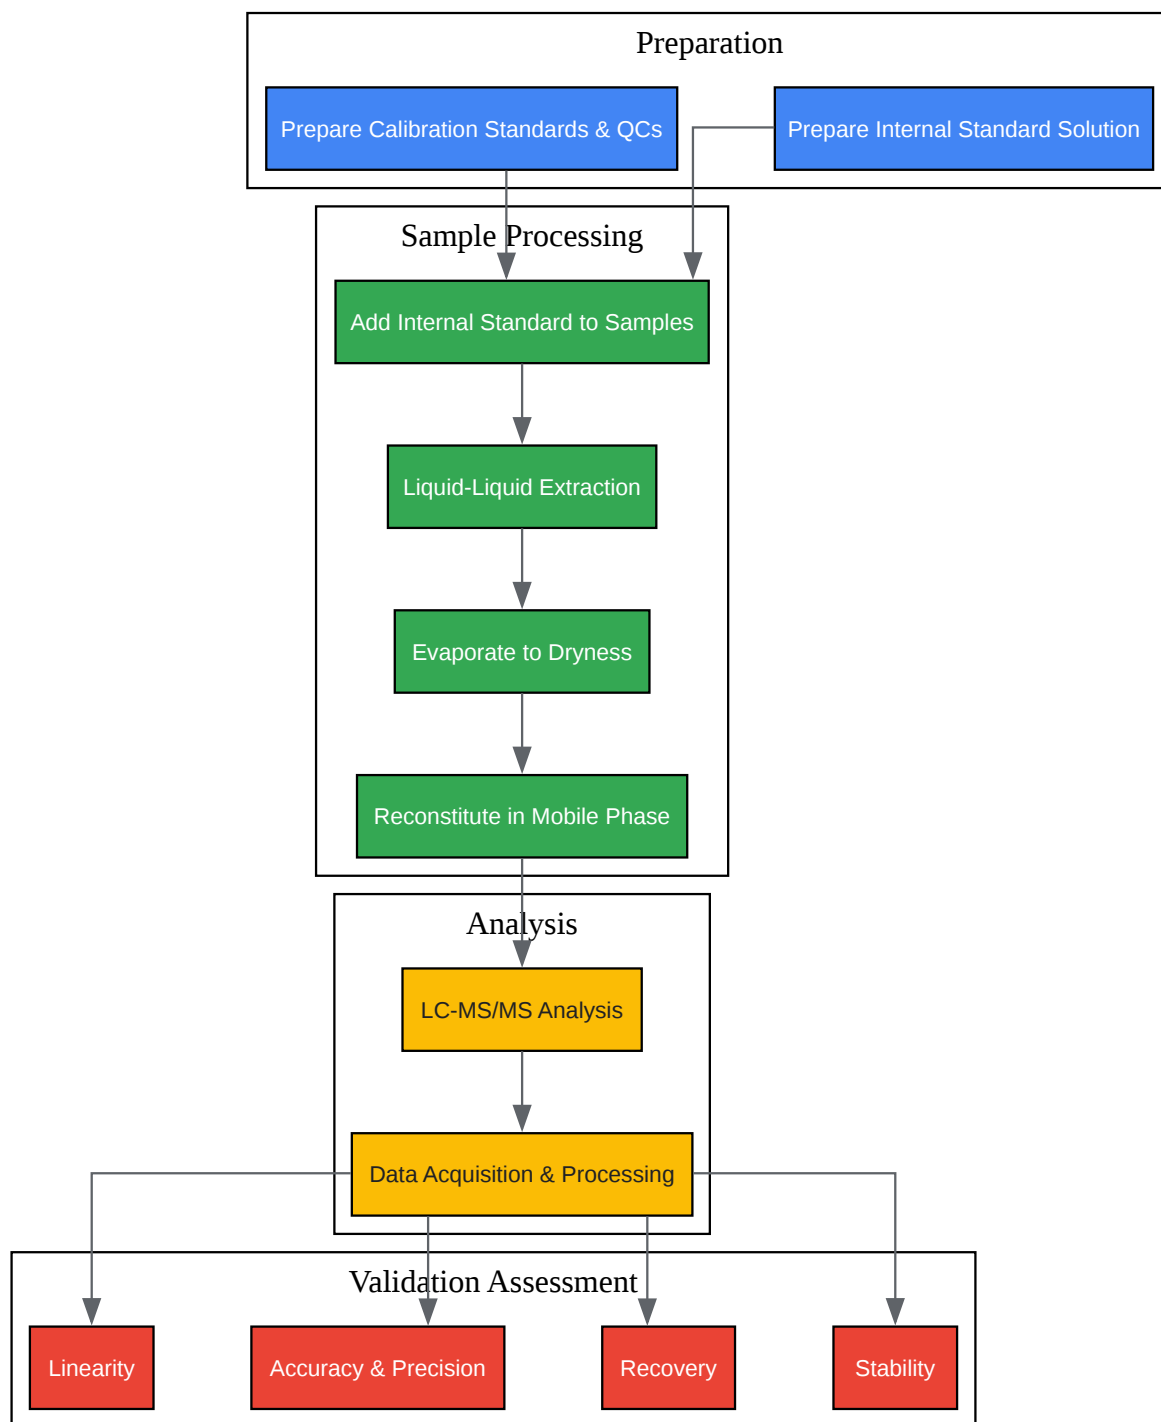 Preparation
Prepare Calibration Standards & QCs
Prepare Internal Standard Solution
Sample Processing
Add Internal Standard to Samples
Liquid-Liquid Extraction
Evaporate to Dryness
Reconstitute in Mobile Phase
Analysis
LC-MS/MS Analysis
Data Acquisition & Processing
Validation Assessment
Linearity
Accuracy & Precision
Recovery
Stability